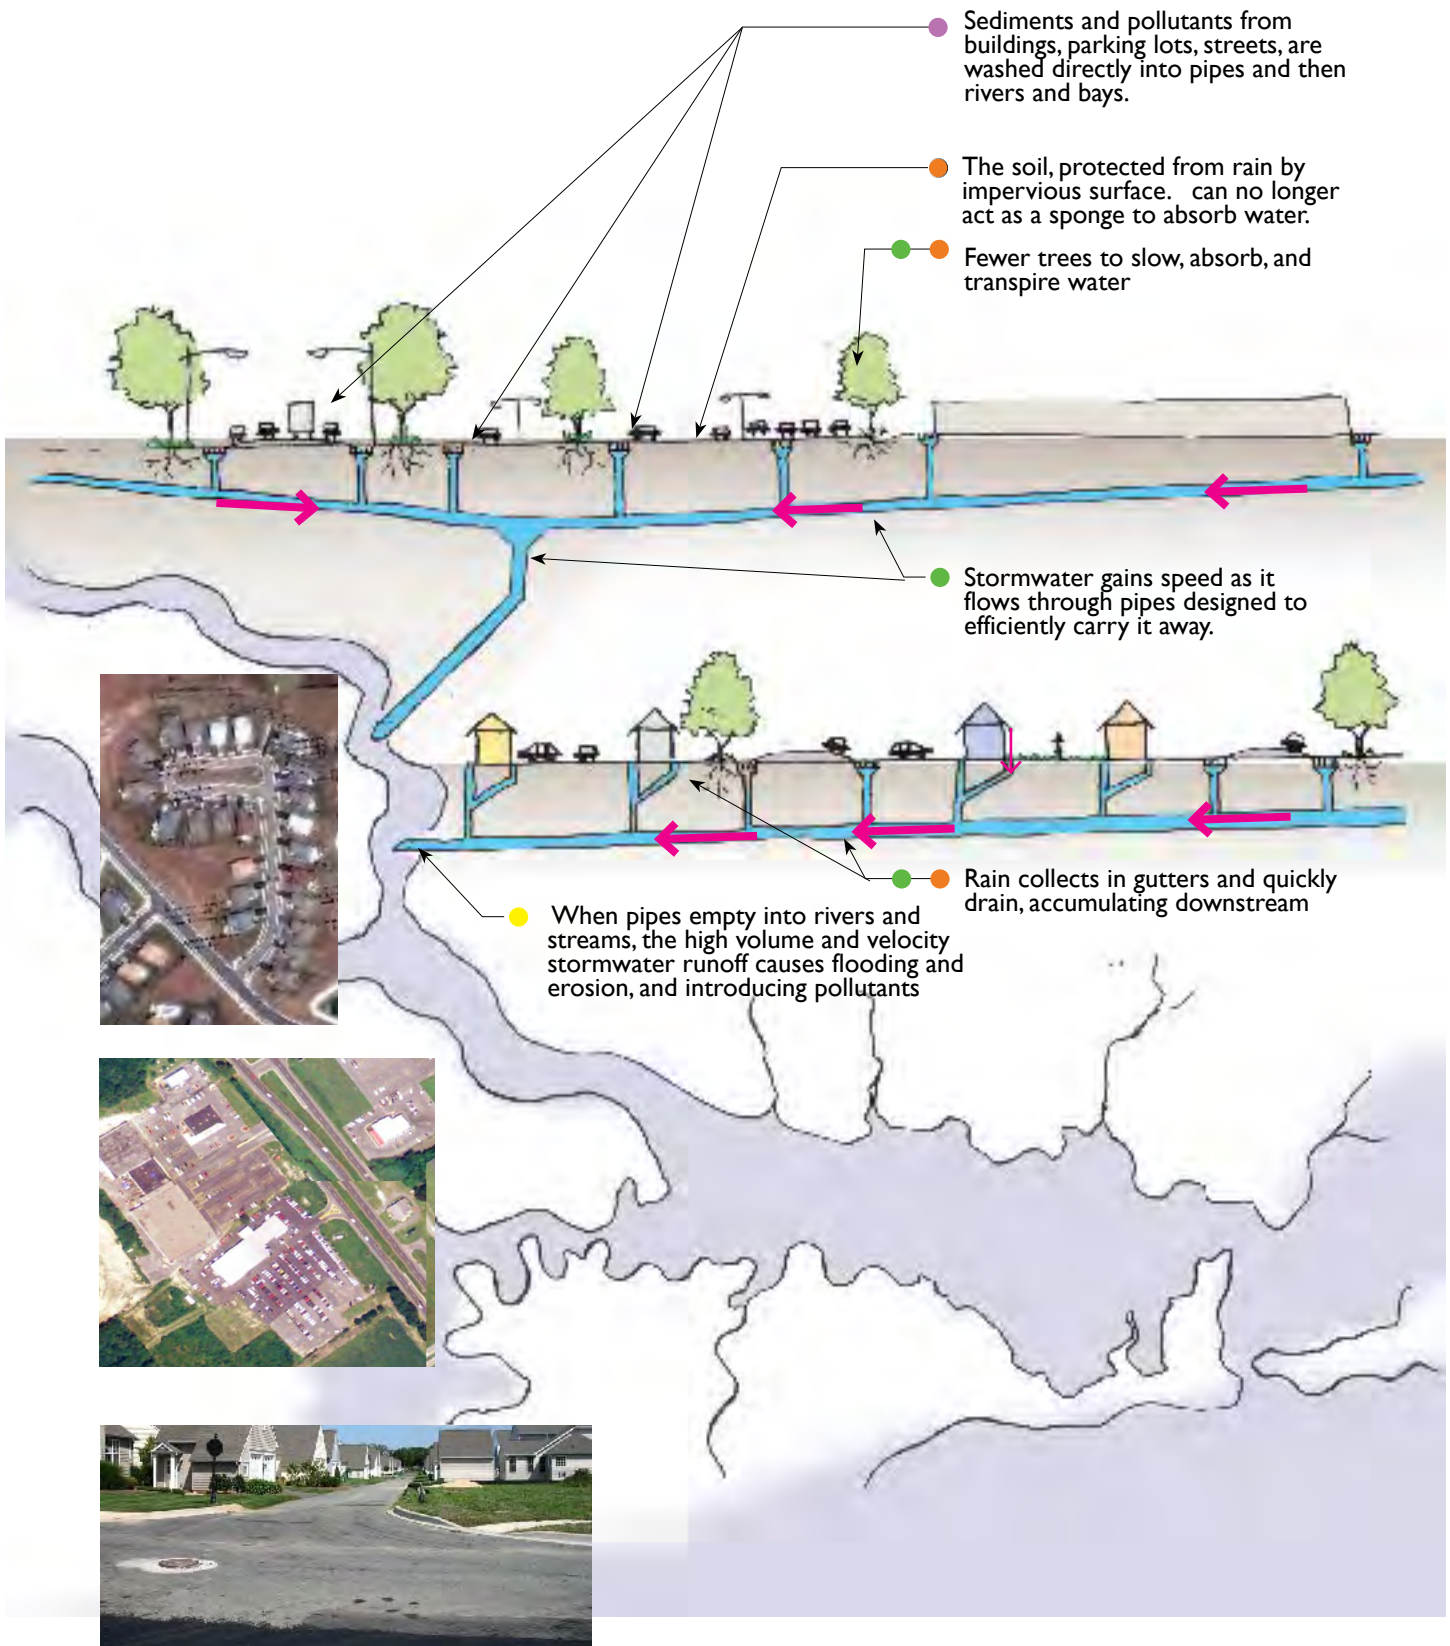 Sediments and pollutants from
buildings, parking lots, streets, are
washed directly into pipes and then
rivers and bays.
The soil, protected from rain by
impervious surface. can no longer
act as a sponge to absorb water.
Fewer trees to slow, absorb, and
transpire water
Stormwater gains speed as it
flows through pipes designed to
efficiently carry it away.
Rain collects in gutters and quickly
drain, accumulating downstream
When pipes empty into rivers and
streams, the high volume and velocity
stormwater runoff causes flooding and
erosion, and introducing pollutants